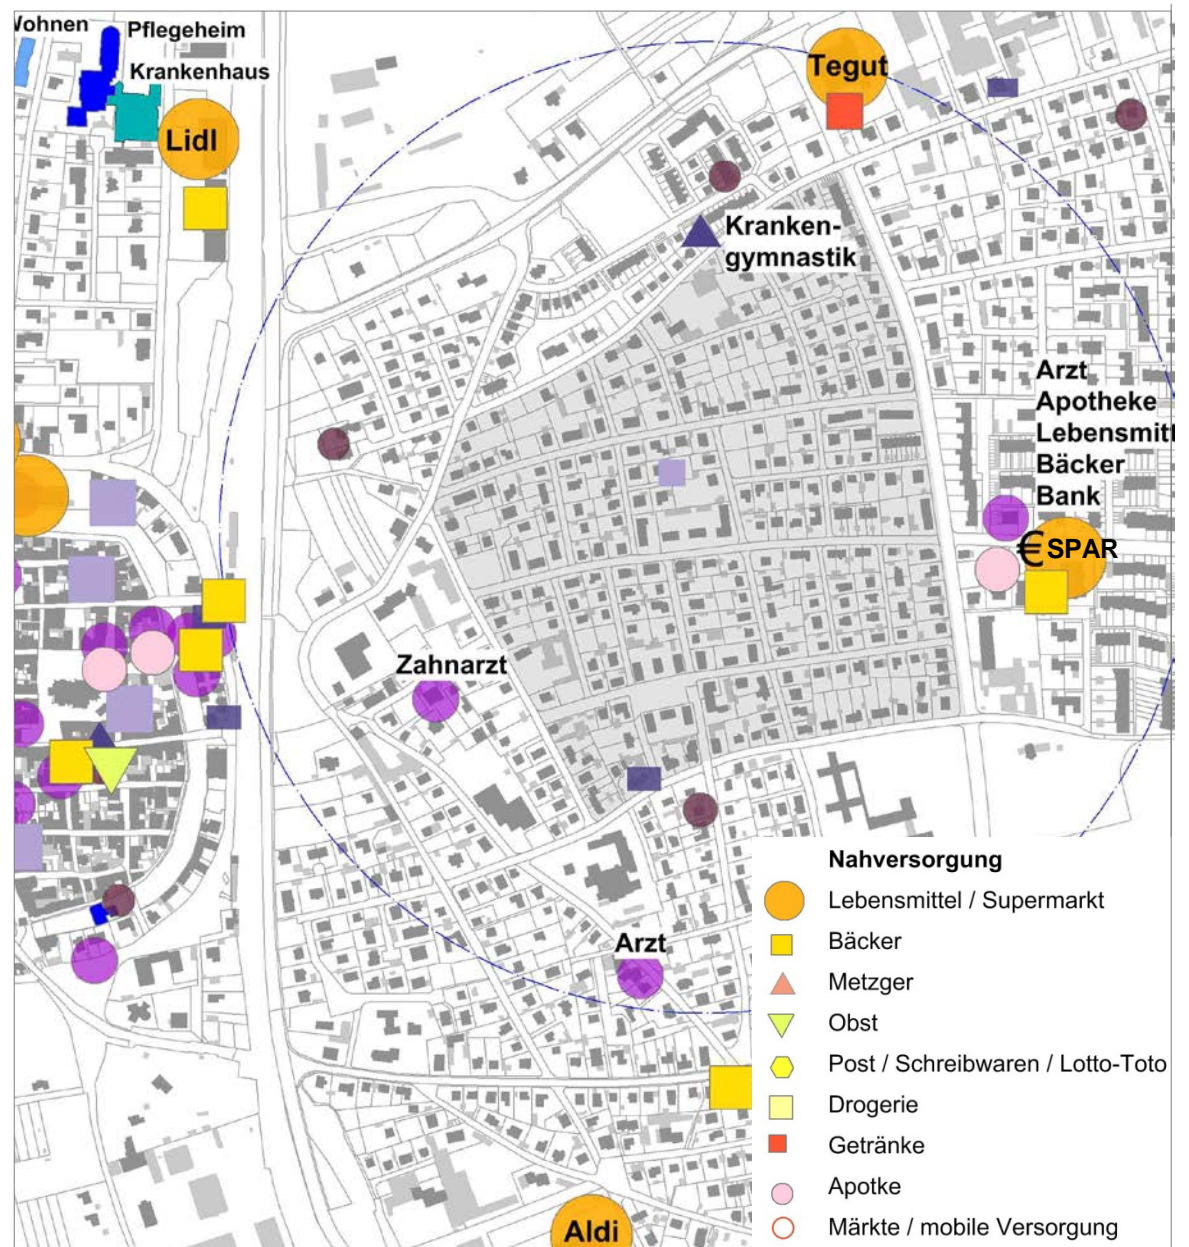 Wohnen
Pflegeheim
Krankenhaus
Lidl
Tegut
Kranken-
gymnastik
Arzt
Apotheke
Lebensmitt
Bäcker
Bank
€ SPAR
Zahnarzt
Arzt
Aldi
Nahversorgung
Lebensmittel / Supermarkt
Bäcker
Metzger
Obst
Post / Schreibwaren / Lotto-Toto
Drogerie
Getränke
Apotke
Märkte / mobile Versorgung